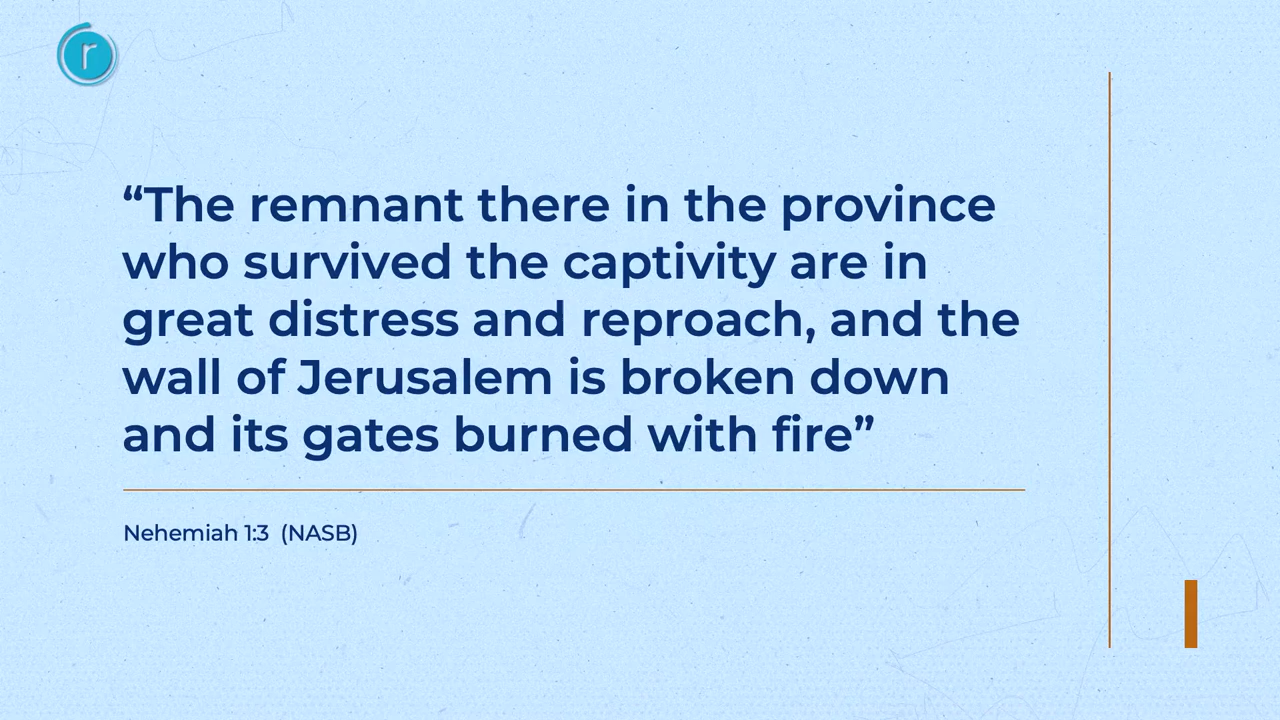 r
“The remnant there in the province
who survived the captivity are in
great distress and reproach, and the
wall of Jerusalem is broken down
and its gates burned with fire”
Nehemiah 1:3  (NASB)